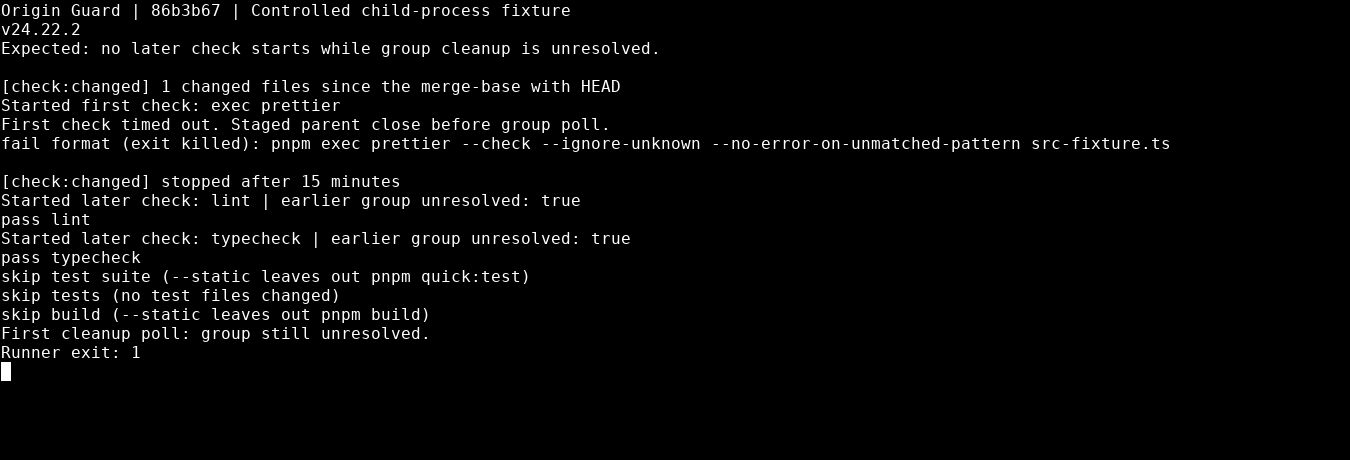 Origin Guard | 86b3b67 | Controlled child-process fixture
v24.22.2
Expected: no later check starts while group cleanup is unresolved.
[check:changed] 1 changed files since the merge-base with HEAD
Started first check: exec prettier
First check timed out. Staged parent close before group poll.
fail format (exit killed): pnpm exec prettier --check --ignore-unknown --no-error-on-unmatched-pattern src-fixture.ts
[check:changed] stopped after 15 minutes
Started later check: lint | earlier group unresolved: true
pass lint
Started later check: typecheck | earlier group unresolved: true
pass typecheck
skip test suite (--static leaves out pnpm quick:test)
skip tests (no test files changed)
skip build (--static leaves out pnpm build)
First cleanup poll: group still unresolved.
Runner exit: 1